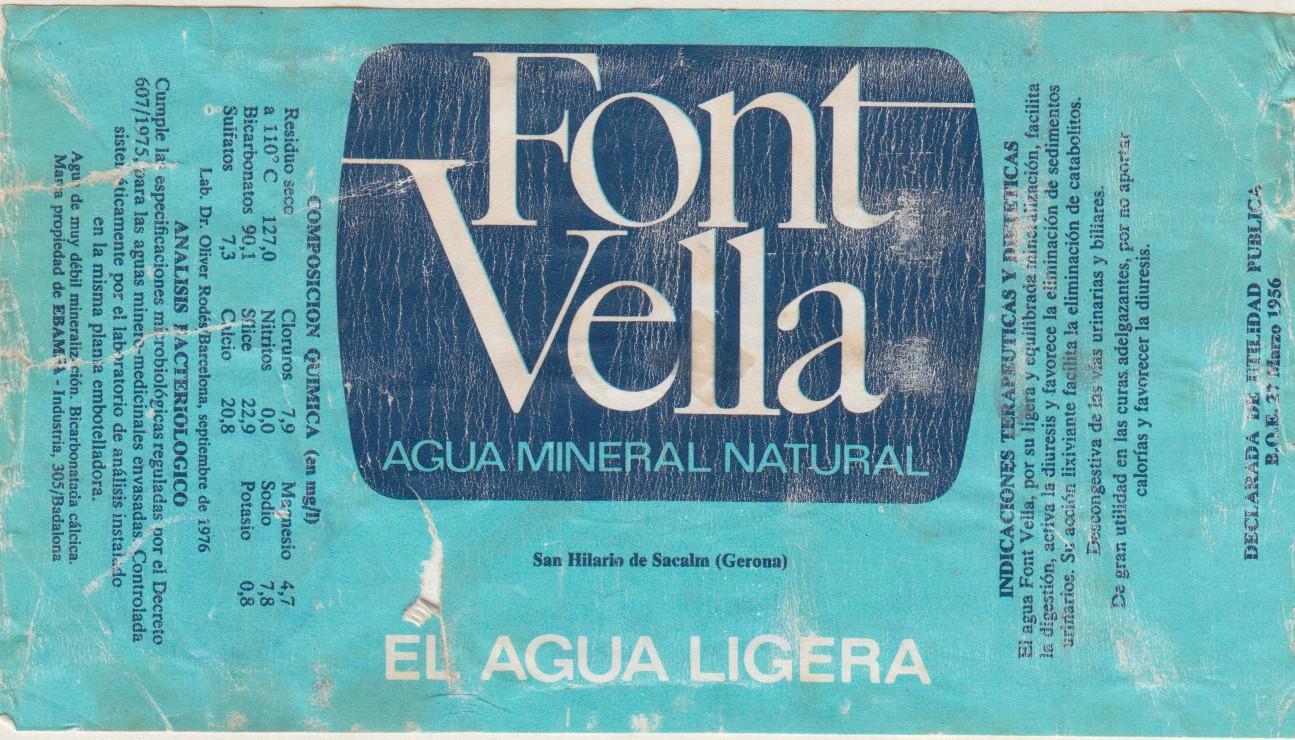 Font
Vella
AGUA MINERAL NATURAL
San Hilario de Sacalm (Gerona)
EL AGUA LIGERA
COMPOSICION QUIMICA (en mg/l)
Residuo seco
a 110° C 127,0 Cloruros 7,9 Magnesio 4,7
Bicarbonatos 90,1 Nitritos 0,0 Sodio 7,8
Sulfatos 7,3 Sílice 22,9 Potasio 0,8
Calcio 20,8
Lab. Dr. Oliver Rodés/Barcelona, septiembre de 1976
ANALISIS BACTERIOLOGICO
Cumple las especificaciones microbiológicas reguladas por el Decreto
607/1975, para las aguas minero-medicinales envasadas. Controlada
sistemáticamente por el laboratorio de análisis instalado
en la misma planta embotelladora.
Agua de muy débil mineralización. Bicarbonatada cálcica.
Marca propiedad de EBAMSA - Industria, 305/Badalona
INDICACIONES TERAPEUTICAS Y DIETETICAS
El agua Font Vella, por su ligera y equilibrada mineralización, facilita
la digestión, activa la diuresis y favorece la eliminación de sedimentos
urinarios. Su acción lixiviante facilita la eliminación de catabolitos.
Descongestiva de las vías urinarias y biliares.
De gran utilidad en las curas adelgazantes, por no aportar
calorías y favorecer la diuresis.
DECLARADA DE UTILIDAD PUBLICA
B.O.E. 27 Marzo 1956